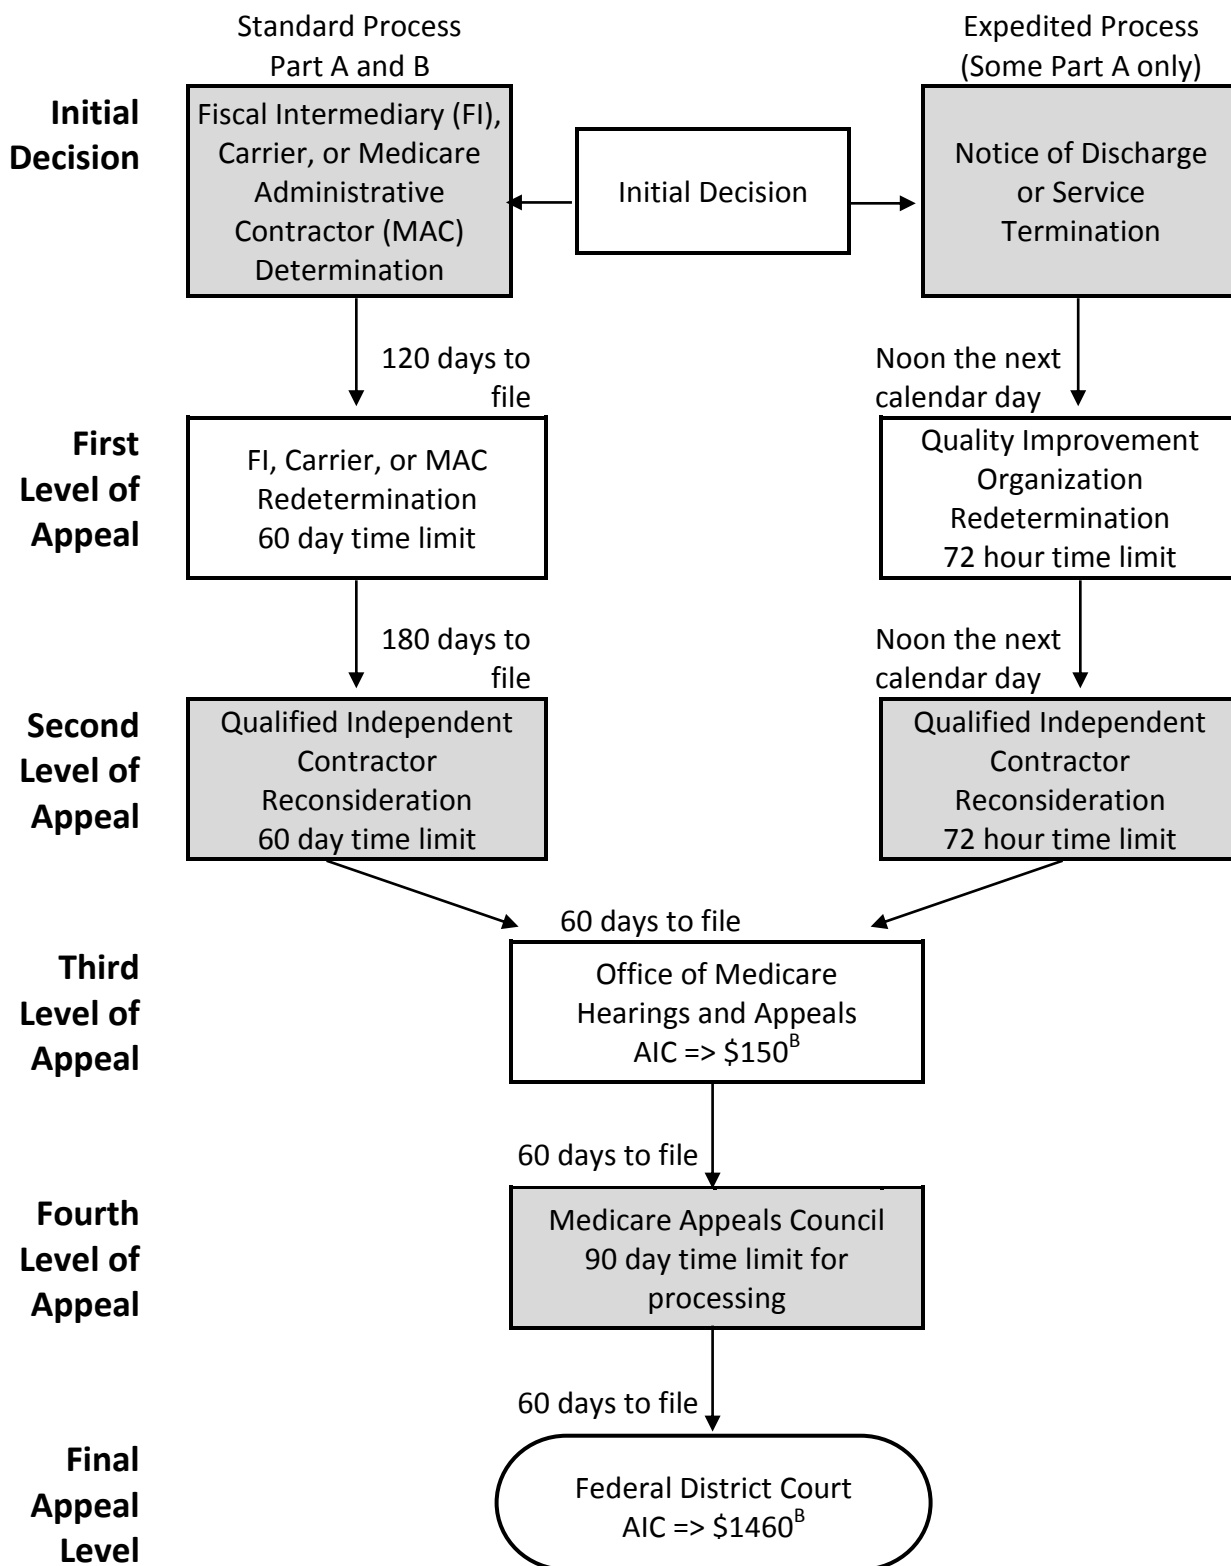 Standard Process
Part A and B
Expedited Process
(Some Part A only)
Initial
Decision
Fiscal Intermediary (FI),
Carrier, or Medicare
Administrative
Contractor (MAC)
Determination
Initial Decision
Notice of Discharge
or Service
Termination
120 days to
file
Noon the next
calendar day
First
Level of
Appeal
FI, Carrier, or MAC
Redetermination
60 day time limit
Quality Improvement
Organization
Redetermination
72 hour time limit
180 days to
file
Noon the next
calendar day
Second
Level of
Appeal
Qualified Independent
Contractor
Reconsideration
60 day time limit
Qualified Independent
Contractor
Reconsideration
72 hour time limit
60 days to file
Third
Level of
Appeal
Office of Medicare
Hearings and Appeals
AIC => $150B
60 days to file
Fourth
Level of
Appeal
Medicare Appeals Council
90 day time limit for
processing
60 days to file
Final
Appeal
Level
Federal District Court
AIC => $1460B